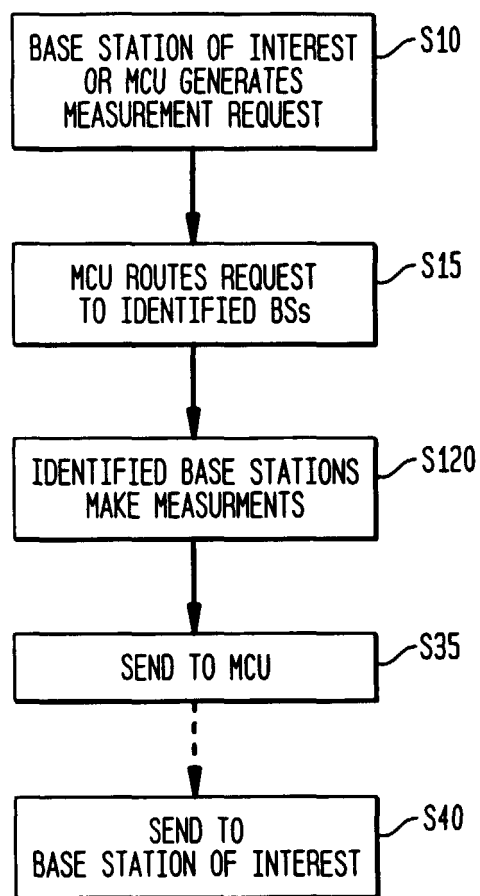 BASE STATION OF INTEREST
OR MCU GENERATES
MEASUREMENT REQUEST
S10
MCU ROUTES REQUEST
TO IDENTIFIED BSs
S15
IDENTIFIED BASE STATIONS
MAKE MEASURMENTS
S120
SEND TO MCU
S35
SEND TO
BASE STATION OF INTEREST
S40